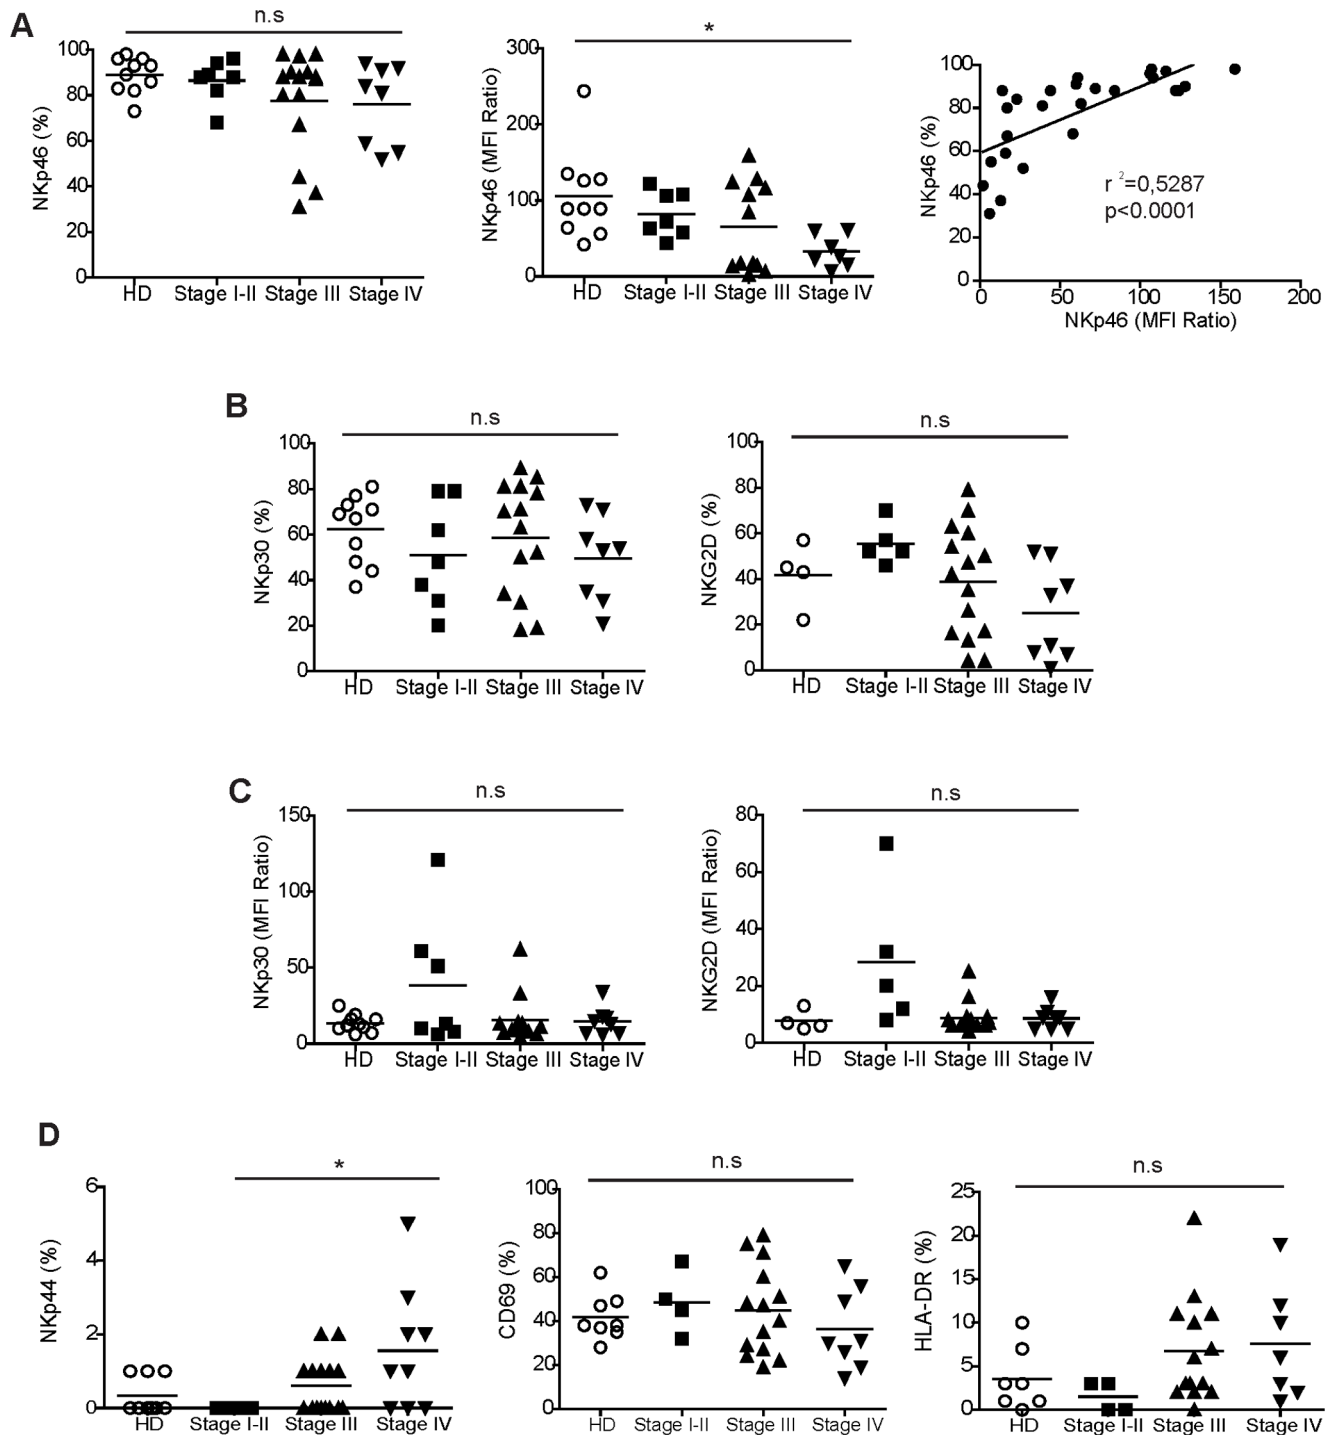 A
n.s
NKp46 (%)
100
80
60
40
20
0
HD Stage I-II Stage III Stage IV
*
NKp46 (MFI Ratio)
300
200
100
0
HD Stage I-II Stage III Stage IV
NKp46 (%)
100
80
60
40
20
0
r ²=0,5287
p<0.0001
0 50 100 150 200
NKp46 (MFI Ratio)
B
n.s
NKp30 (%)
100
80
60
40
20
0
HD Stage I-II Stage III Stage IV
n.s
NKG2D (%)
100
80
60
40
20
0
HD Stage I-II Stage III Stage IV
C
n.s
NKp30 (MFI Ratio)
150
100
50
0
HD Stage I-II Stage III Stage IV
n.s
NKG2D (MFI Ratio)
80
60
40
20
0
HD Stage I-II Stage III Stage IV
D
*
NKp44 (%)
6
4
2
0
HD Stage I-II Stage III Stage IV
n.s
CD69 (%)
100
80
60
40
20
0
HD Stage I-II Stage III Stage IV
n.s
HLA-DR (%)
25
20
15
10
5
0
HD Stage I-II Stage III Stage IV